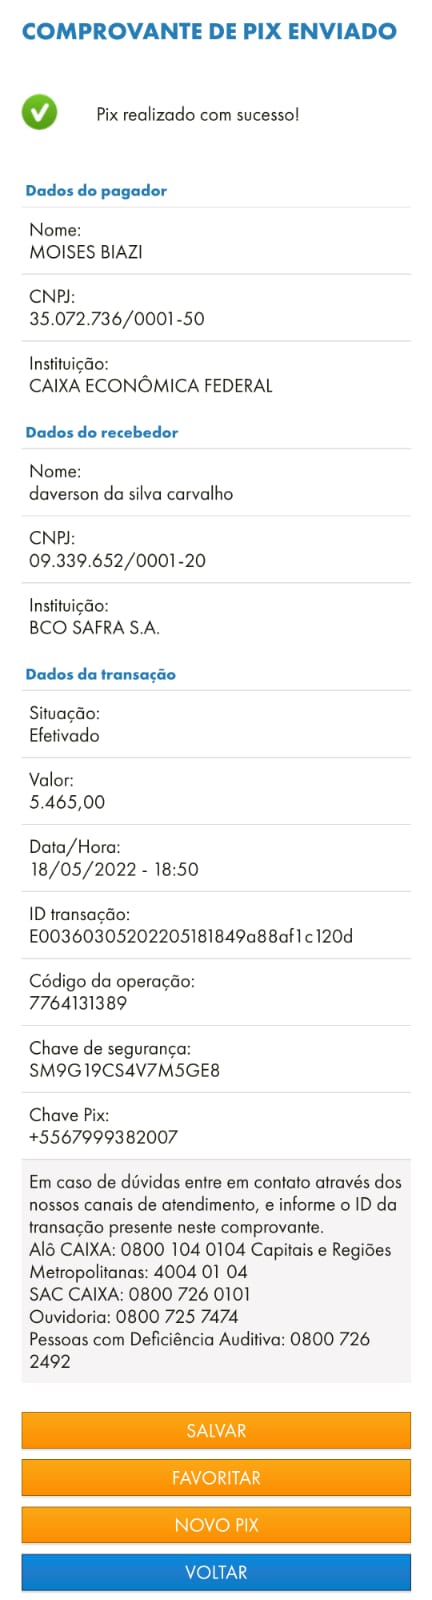 COMPROVANTE DE PIX ENVIADO
Pix realizado com sucesso!
Dados do pagador
Nome:
MOISES BIAZI
CNPJ:
35.072.736/0001-50
Instituição:
CAIXA ECONÔMICA FEDERAL
Dados do recebedor
Nome:
daverson da silva carvalho
CNPJ:
09.339.652/0001-20
Instituição:
BCO SAFRA S.A.
Dados da transação
Situação:
Efetivado
Valor:
5.465,00
Data/Hora:
18/05/2022 - 18:50
ID transação:
E00360305202205181849a88af1c120d
Código da operação:
7764131389
Chave de segurança:
SM9G19CS4V7M5GE8
Chave Pix:
+5567999382007
Em caso de dúvidas entre em contato através dos
nossos canais de atendimento, e informe o ID da
transação presente neste comprovante.
Alô CAIXA: 0800 104 0104 Capitais e Regiões
Metropolitanas: 4004 01 04
SAC CAIXA: 0800 726 0101
Ouvidoria: 0800 725 7474
Pessoas com Deficiência Auditiva: 0800 726
2492
SALVAR
FAVORITAR
NOVO PIX
VOLTAR